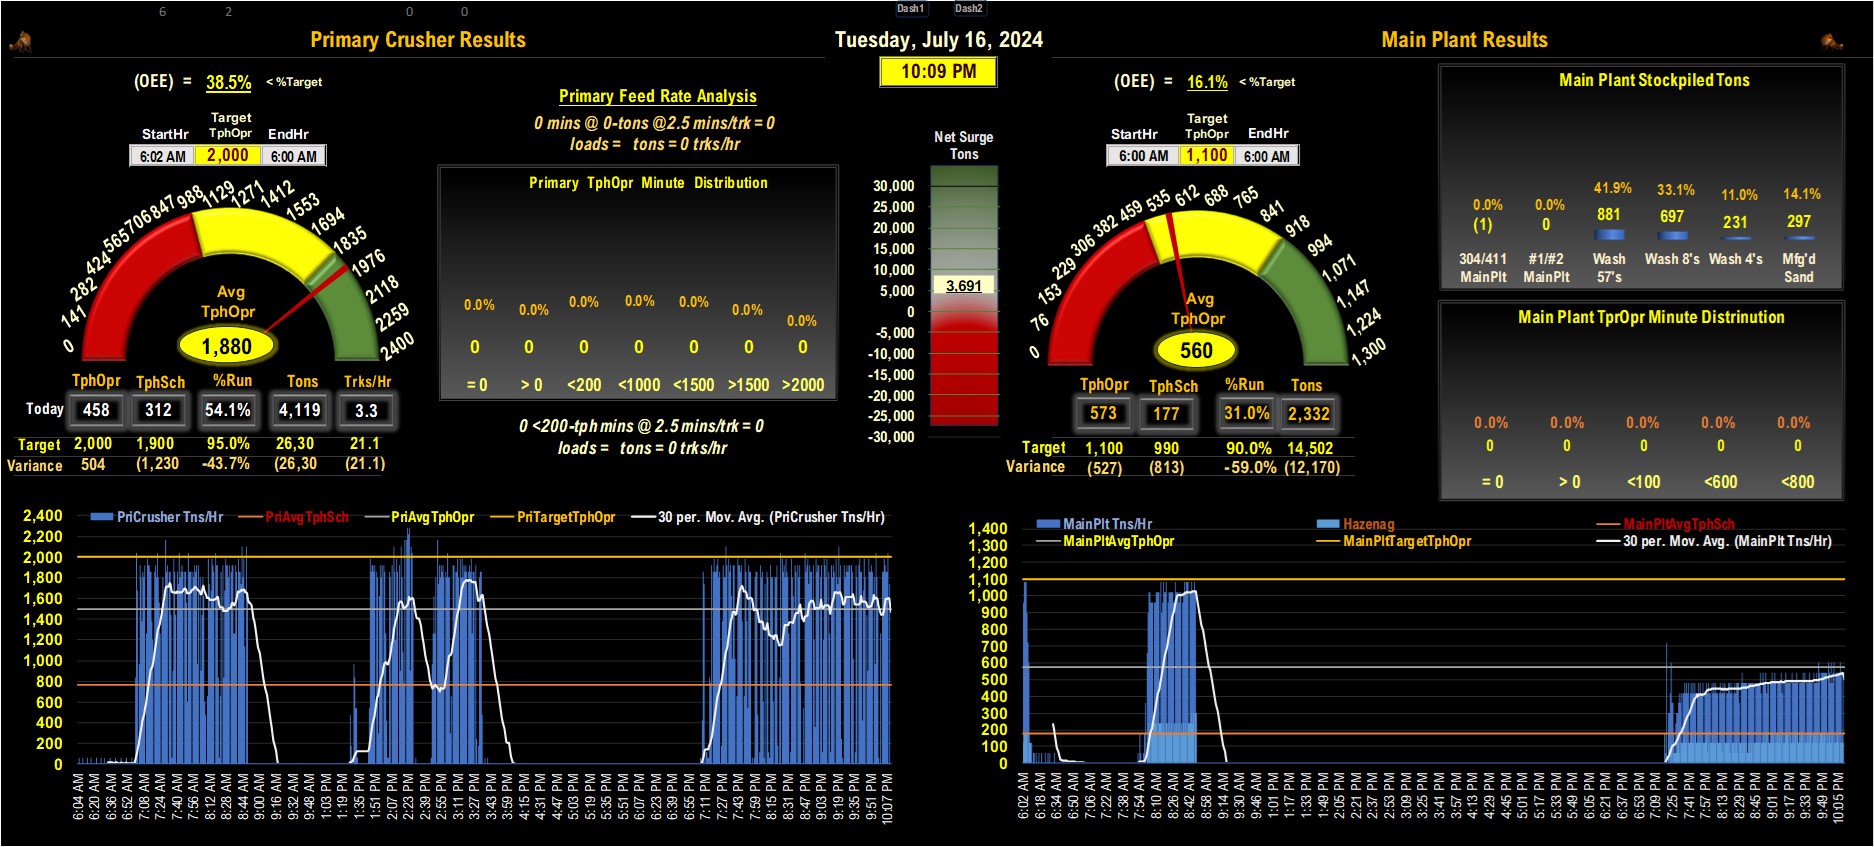 6 2 0 0
Dash1 Dash2
Primary Crusher Results
Tuesday, July 16, 2024
Main Plant Results
10:09 PM
(OEE) = 38.5% < %Target
StartHr Target TphOpr EndHr
6:02 AM 2,000 6:00 AM
0 141 282 424 565 706 847 988 1129 1271 1412 1553 1694 1835 1976 2118 2259 2400
Avg
TphOpr
1,880
TphOpr TphSch %Run Tons Trks/Hr
Today 458 312 54.1% 4,119 3.3
Target 2,000 1,900 95.0% 26,30 21.1
Variance 504 (1,230 -43.7% (26,30 (21.1)
Primary Feed Rate Analysis
0 mins @ 0-tons @2.5 mins/trk = 0
loads = tons = 0 trks/hr
Primary TphOpr Minute Distribution
0.0% 0.0% 0.0% 0.0% 0.0% 0.0% 0.0%
0 0 0 0 0 0 0
= 0 > 0 <200 <1000 <1500 >1500 >2000
0 <200-tph mins @ 2.5 mins/trk = 0
loads = tons = 0 trks/hr
Net Surge
Tons
30,000
25,000
20,000
15,000
10,000
3,691
5,000
0
-5,000
-10,000
-15,000
-20,000
-25,000
-30,000
(OEE) = 16.1% < %Target
StartHr Target TphOpr EndHr
6:00 AM 1,100 6:00 AM
0 76 153 229 306 382 459 535 612 688 765 841 918 994 1,071 1,147 1,224 1,300
Avg
TphOpr
560
TphOpr TphSch %Run Tons
573 177 31.0% 2,332
Target 1,100 990 90.0% 14,502
Variance (527) (813) -59.0% (12,170)
Main Plant Stockpiled Tons
0.0% 0.0% 41.9% 33.1% 11.0% 14.1%
(1) 0 881 697 231 297
304/411 #1/#2 Wash Wash 8's Wash 4's Mfg'd
MainPlt MainPlt 57's Sand
Main Plant TprOpr Minute Distrinution
0.0% 0.0% 0.0% 0.0% 0.0%
0 0 0 0 0
= 0 > 0 <100 <600 <800
PriCrusher Tns/Hr PriAvgTphSch PriAvgTphOpr PriTargetTphOpr 30 per. Mov. Avg. (PriCrusher Tns/Hr)
2,400
2,200
2,000
1,800
1,600
1,400
1,200
1,000
800
600
400
200
0
6:04 AM 6:20 AM 6:36 AM 6:52 AM 7:08 AM 7:24 AM 7:40 AM 7:56 AM 8:12 AM 8:28 AM 8:44 AM 9:00 AM 9:16 AM 9:32 AM 9:48 AM 1:03 PM 1:19 PM 1:35 PM 1:51 PM 2:07 PM 2:23 PM 2:39 PM 2:55 PM 3:11 PM 3:27 PM 3:43 PM 3:59 PM 4:15 PM 4:31 PM 4:47 PM 5:03 PM 5:19 PM 5:35 PM 5:51 PM 6:07 PM 6:23 PM 6:39 PM 6:55 PM 7:11 PM 7:27 PM 7:43 PM 7:59 PM 8:15 PM 8:31 PM 8:47 PM 9:03 PM 9:19 PM 9:35 PM 9:51 PM 10:07 PM
MainPlt Tns/Hr Hazenag MainPltAvgTphSch
MainPltAvgTphOpr MainPltTargetTphOpr 30 per. Mov. Avg. (MainPlt Tns/Hr)
1,400
1,300
1,200
1,100
1,000
900
800
700
600
500
400
300
200
100
0
6:02 AM 6:18 AM 6:34 AM 6:50 AM 7:06 AM 7:22 AM 7:38 AM 7:54 AM 8:10 AM 8:26 AM 8:42 AM 8:58 AM 9:14 AM 9:30 AM 9:46 AM 1:01 PM 1:17 PM 1:33 PM 1:49 PM 2:05 PM 2:21 PM 2:37 PM 2:53 PM 3:09 PM 3:25 PM 3:41 PM 3:57 PM 4:13 PM 4:29 PM 4:45 PM 5:01 PM 5:17 PM 5:33 PM 5:49 PM 6:05 PM 6:21 PM 6:37 PM 6:53 PM 7:09 PM 7:25 PM 7:41 PM 7:57 PM 8:13 PM 8:29 PM 8:45 PM 9:01 PM 9:17 PM 9:33 PM 9:49 PM 10:05 PM